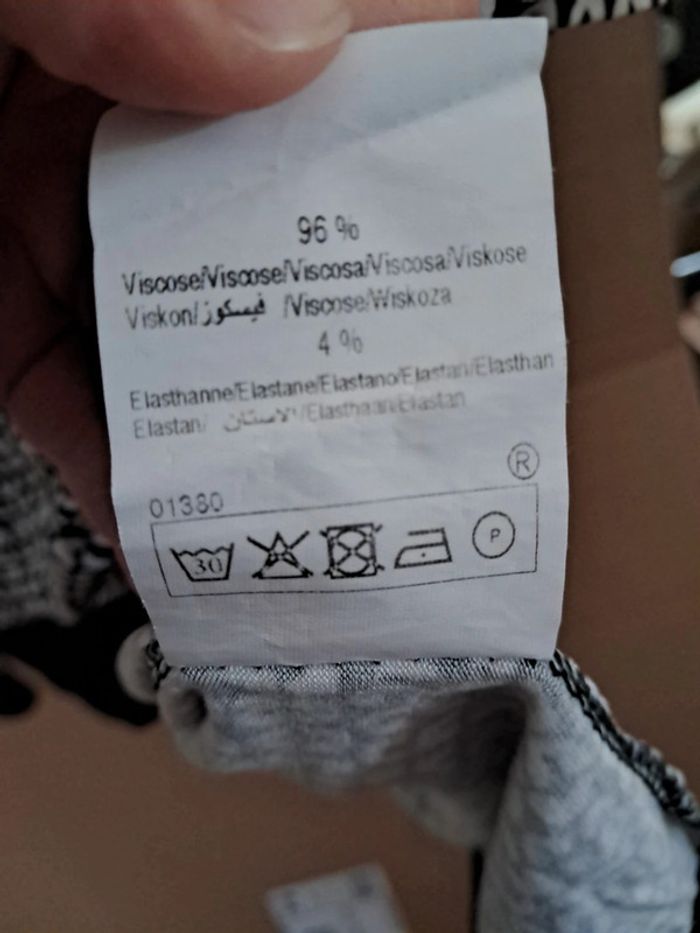 96 %
Viscose/Viscose/Viscosa/Viscosa/Viskose
Viskon/فيسكوز /Viscose/Wiskoza
4 %
Elasthanne/Elastane/Elastano/Elastan/Elasthan
Elastan/ الاستان/Elasthaan/Elastan
®
01380
30
P